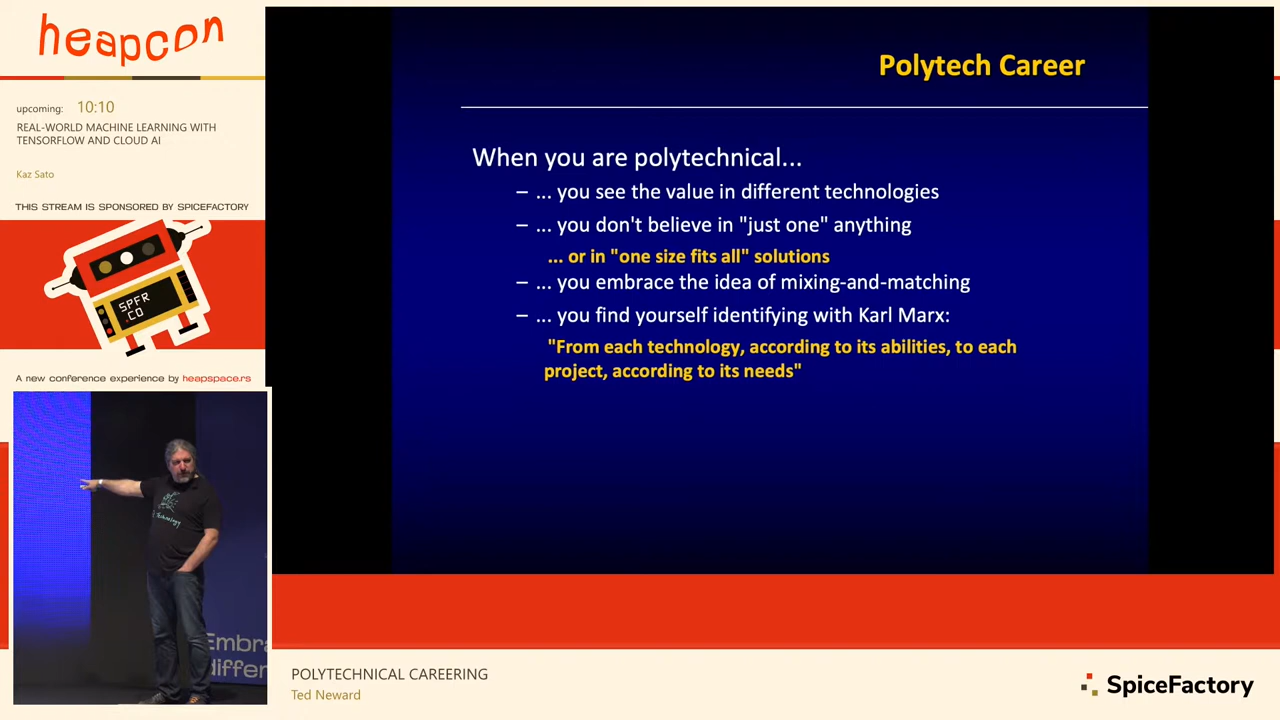 heapcon
upcoming: 10:10
REAL-WORLD MACHINE LEARNING WITH
TENSORFLOW AND CLOUD AI
Kaz Sato
THIS STREAM IS SPONSORED BY SPICEFACTORY
SPFR
.CO
A new conference experience by heapspace.rs
Polytech Career
When you are polytechnical...
– ... you see the value in different technologies
– ... you don't believe in "just one" anything
... or in "one size fits all" solutions
– ... you embrace the idea of mixing-and-matching
– ... you find yourself identifying with Karl Marx:
"From each technology, according to its abilities, to each
project, according to its needs"
Technology
Embra
differ
POLYTECHNICAL CAREERING
Ted Neward
SpiceFactory